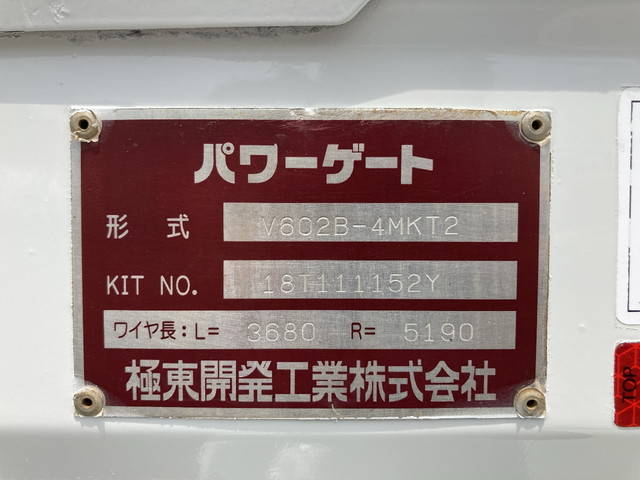 パワーゲート
形 式 V602B-4MKT2
KIT NO. 18T111152Y
ワイヤ長：L= 3680 R= 5190
極東開発工業株式会社
TOP